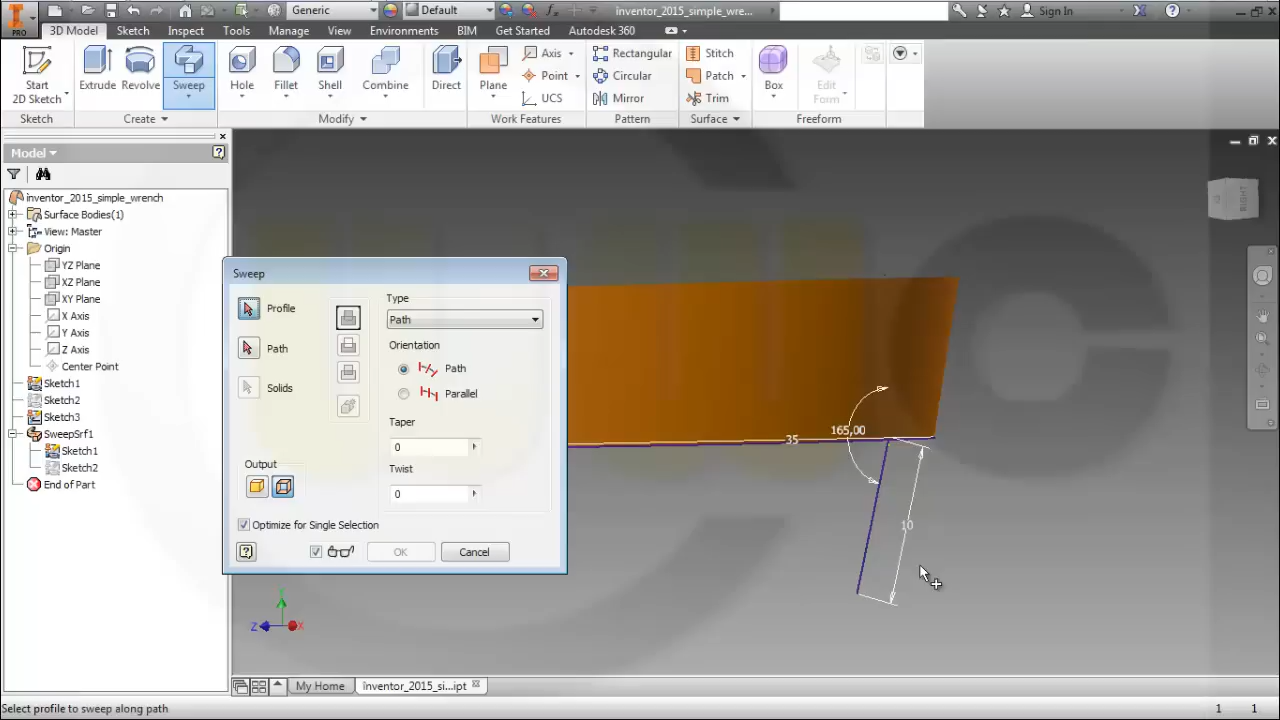 Generic
Default
inventor_2015_simple_wre...
Sign In
PRO
3D Model
Sketch
Inspect
Tools
Manage
View
Environments
BIM
Get Started
Autodesk 360
Start
2D Sketch
Extrude
Revolve
Sweep
Hole
Fillet
Shell
Combine
Direct
Plane
Axis
Point
UCS
Rectangular
Circular
Mirror
Stitch
Patch
Trim
Box
Edit
Form
Sketch
Create
Modify
Work Features
Pattern
Surface
Freeform
Model
inventor_2015_simple_wrench
Surface Bodies(1)
View: Master
Origin
YZ Plane
XZ Plane
XY Plane
X Axis
Y Axis
Z Axis
Center Point
Sketch1
Sketch2
Sketch3
SweepSrf1
Sketch1
Sketch2
End of Part
Sweep
Profile
Path
Solids
Output
Type
Path
Orientation
Path
Parallel
Taper
0
Twist
0
Optimize for Single Selection
OK
Cancel
RIGHT
165,00
35
10
Z
X
My Home
inventor_2015_si...ipt
Select profile to sweep along path
1
1